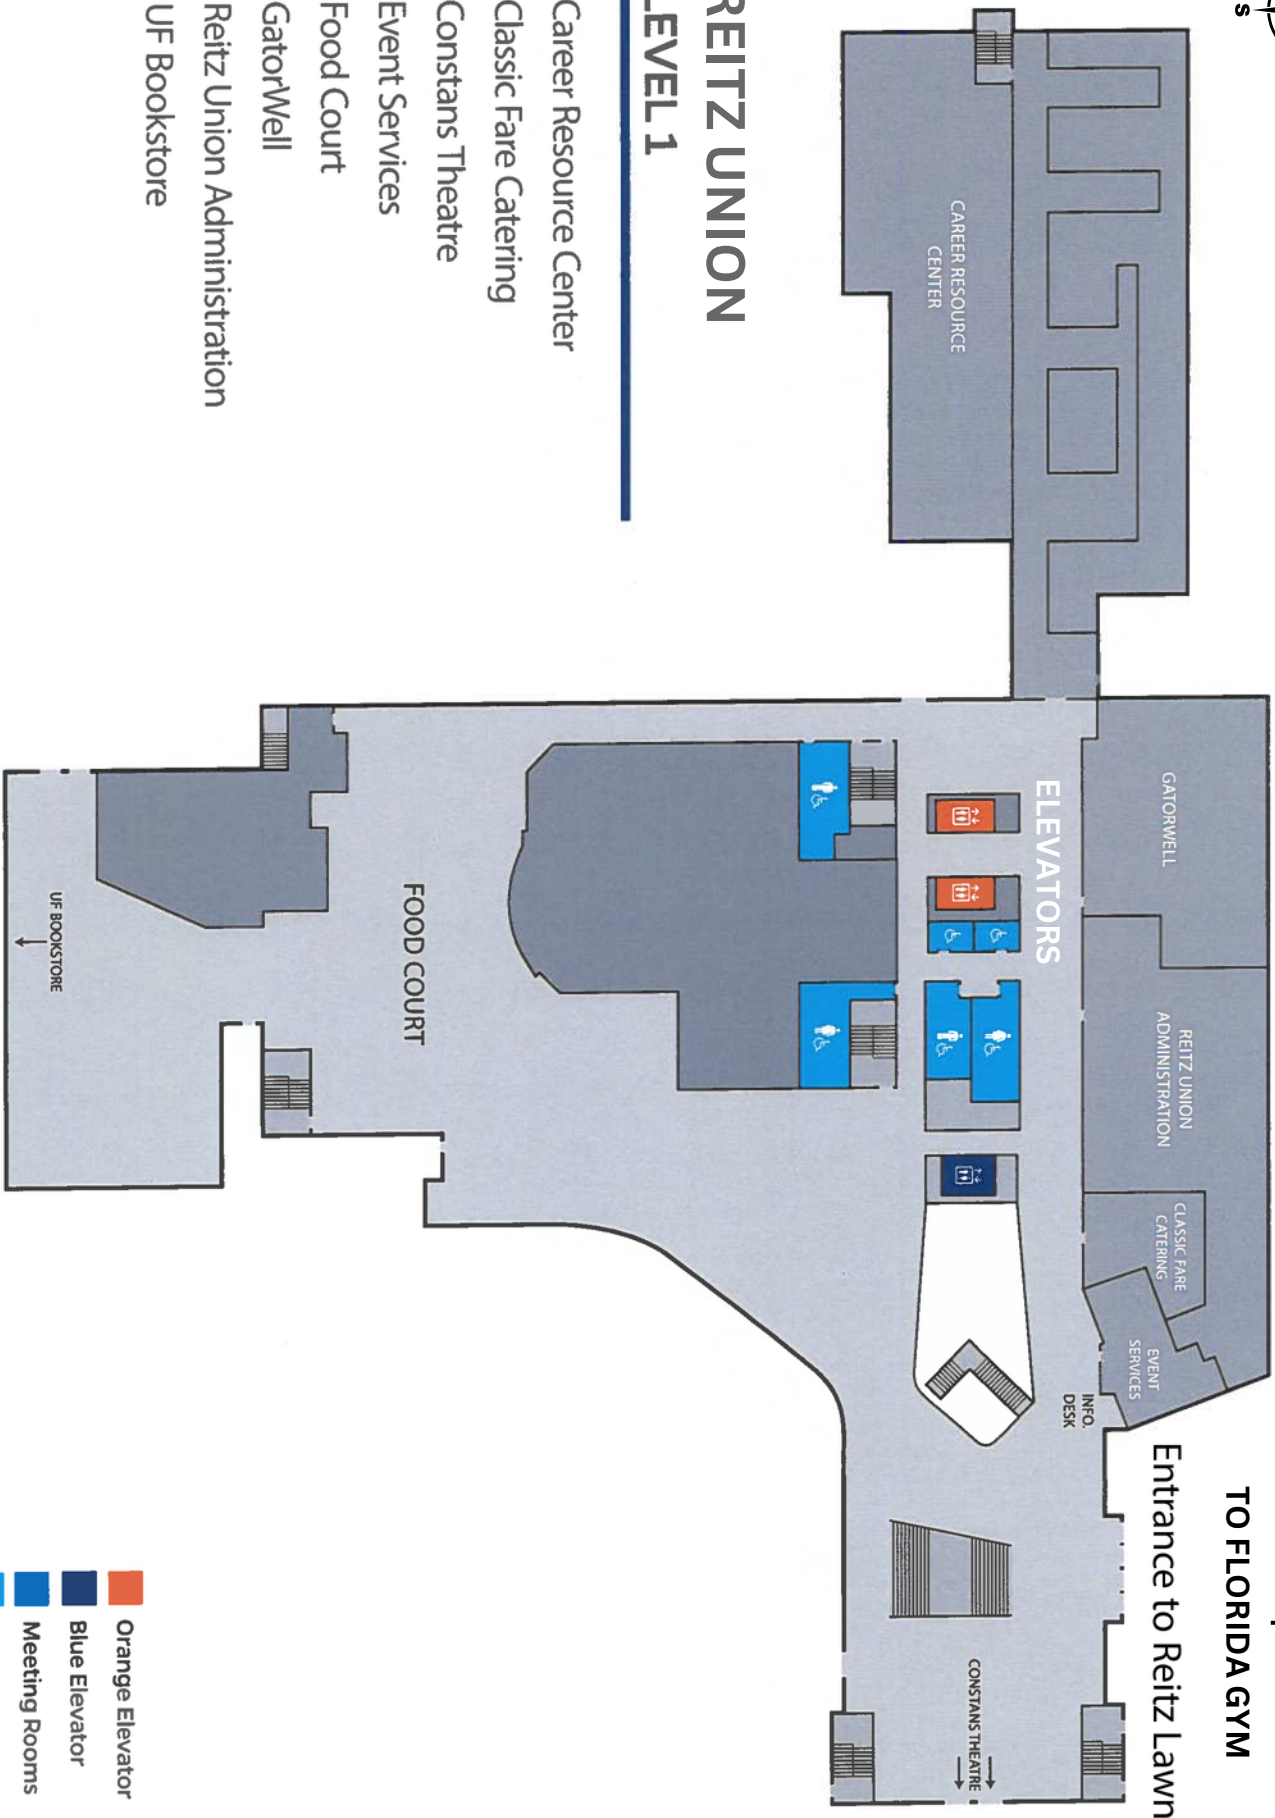 S
REITZ UNION
LEVEL 1
Career Resource Center
Classic Fare Catering
Constans Theatre
Event Services
Food Court
GatorWell
Reitz Union Administration
UF Bookstore
CAREER RESOURCE
CENTER
GATORWELL
REITZ UNION
ADMINISTRATION
CLASSIC FARE
CATERING
EVENT
SERVICES
INFO.
DESK
ELEVATORS
FOOD COURT
UF BOOKSTORE
TO FLORIDA GYM
Entrance to Reitz Lawn
CONSTANS THEATRE
Orange Elevator
Blue Elevator
Meeting Rooms